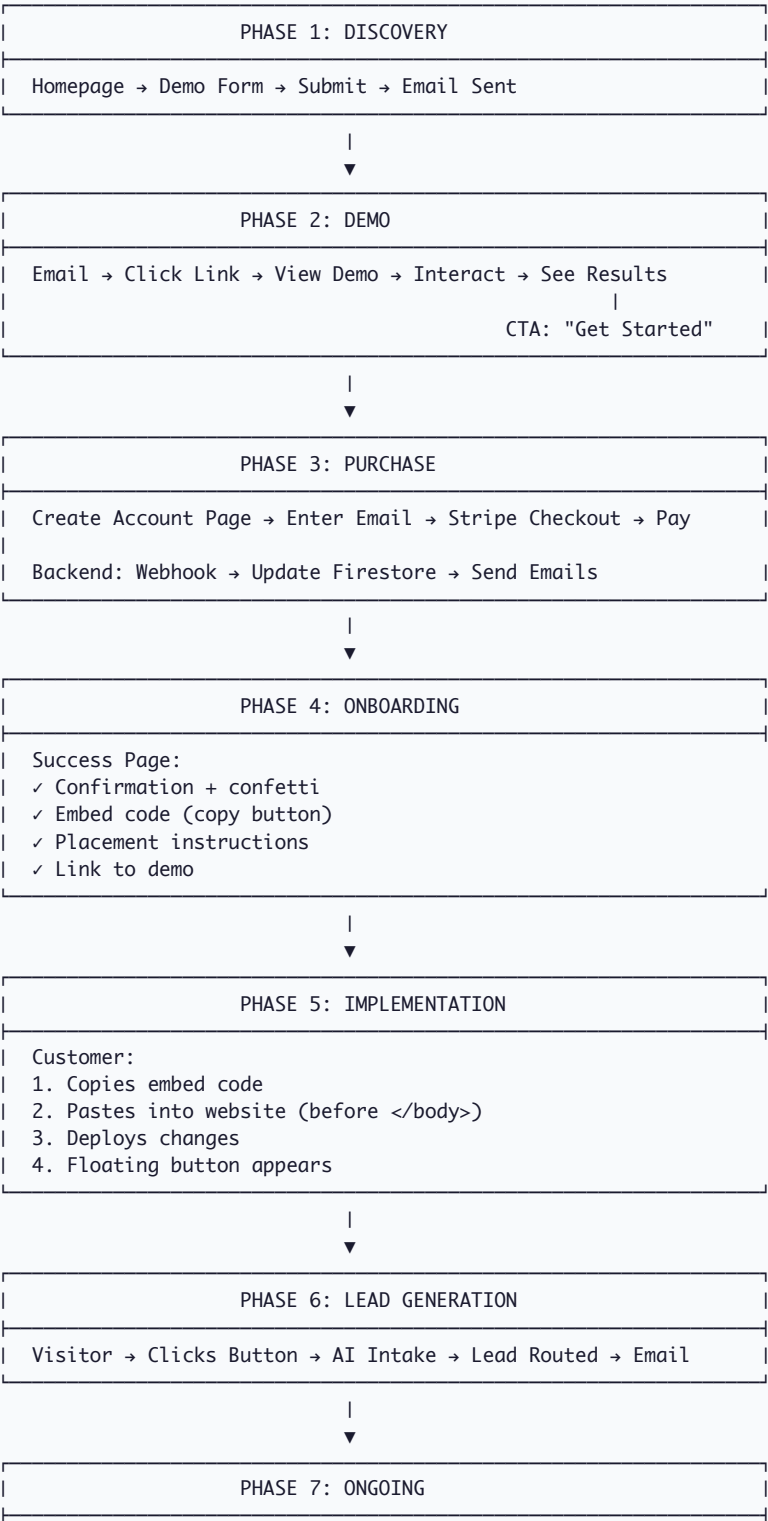 PHASE 1: DISCOVERY
Homepage → Demo Form → Submit → Email Sent
PHASE 2: DEMO
Email → Click Link → View Demo → Interact → See Results
CTA: "Get Started"
PHASE 3: PURCHASE
Create Account Page → Enter Email → Stripe Checkout → Pay
Backend: Webhook → Update Firestore → Send Emails
PHASE 4: ONBOARDING
Success Page:
✓ Confirmation + confetti
✓ Embed code (copy button)
✓ Placement instructions
✓ Link to demo
PHASE 5: IMPLEMENTATION
Customer:
1. Copies embed code
2. Pastes into website (before </body>)
3. Deploys changes
4. Floating button appears
PHASE 6: LEAD GENERATION
Visitor → Clicks Button → AI Intake → Lead Routed → Email
PHASE 7: ONGOING